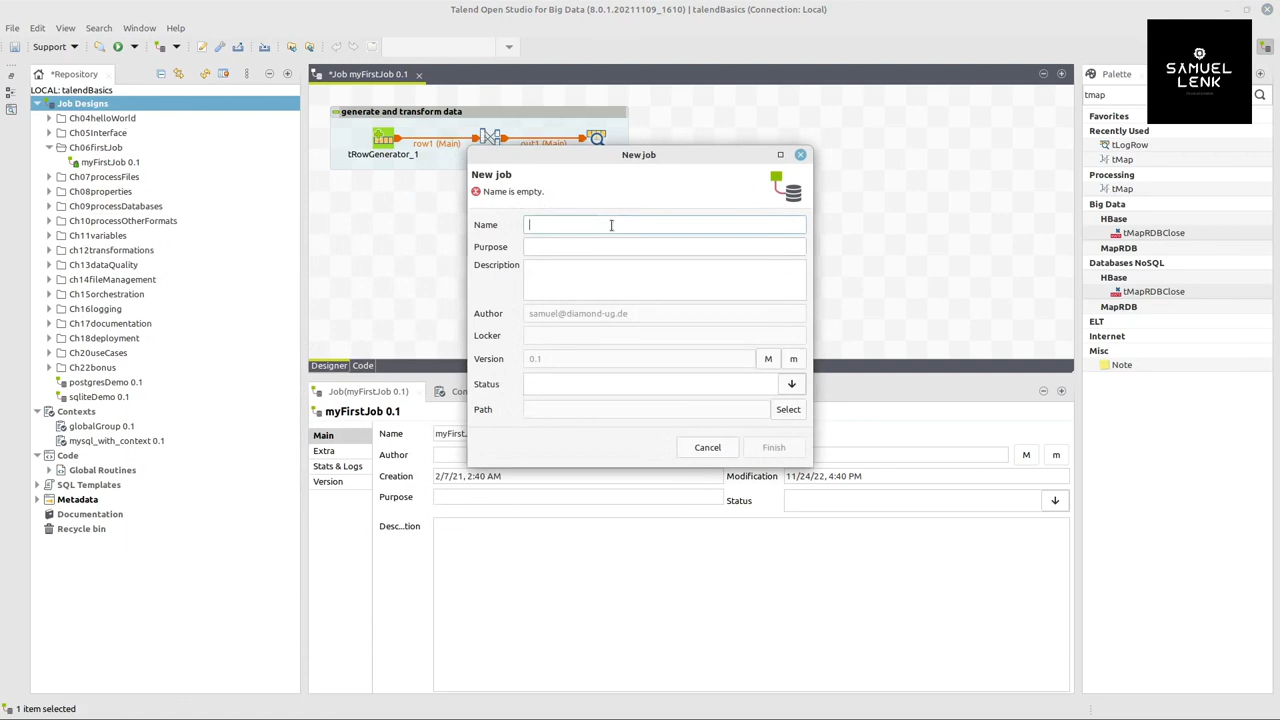 Talend Open Studio for Big Data (8.0.1.20211109_1610) | talendBasics (Connection: Local)
File Edit View Search Window Help
Support
*Repository
LOCAL: talendBasics
Job Designs
Ch04helloWorld
Ch05Interface
Ch06firstJob
myFirstJob 0.1
Ch07processFiles
Ch08properties
Ch09processDatabases
Ch10processOtherFormats
Ch11variables
ch12transformations
Ch13dataQuality
ch14fileManagement
Ch15orchestration
Ch16logging
Ch17documentation
Ch18deployment
Ch20useCases
Ch22bonus
postgresDemo 0.1
sqliteDemo 0.1
Contexts
globalGroup 0.1
mysql_with_context 0.1
Code
Global Routines
SQL Templates
Metadata
Documentation
Recycle bin
1 item selected
*Job myFirstJob 0.1
generate and transform data
row1 (Main)
out1 (Main)
tRowGenerator_1
Designer Code
New job
New job
Name is empty.
Name
Purpose
Description
Author samuel@diamond-ug.de
Locker
Version 0.1 M m
Status
Path Select
Cancel Finish
Job(myFirstJob 0.1)
myFirstJob 0.1
Main
Extra
Stats & Logs
Version
Name
Author M m
Creation 2/7/21, 2:40 AM Modification 11/24/22, 4:40 PM
Purpose Status
Desc...tion
SAMUEL
LENK
Palette
tmap
Favorites
Recently Used
tLogRow
tMap
Processing
tMap
Big Data
HBase
tMapRDBClose
MapRDB
Databases NoSQL
HBase
tMapRDBClose
MapRDB
ELT
Internet
Misc
Note